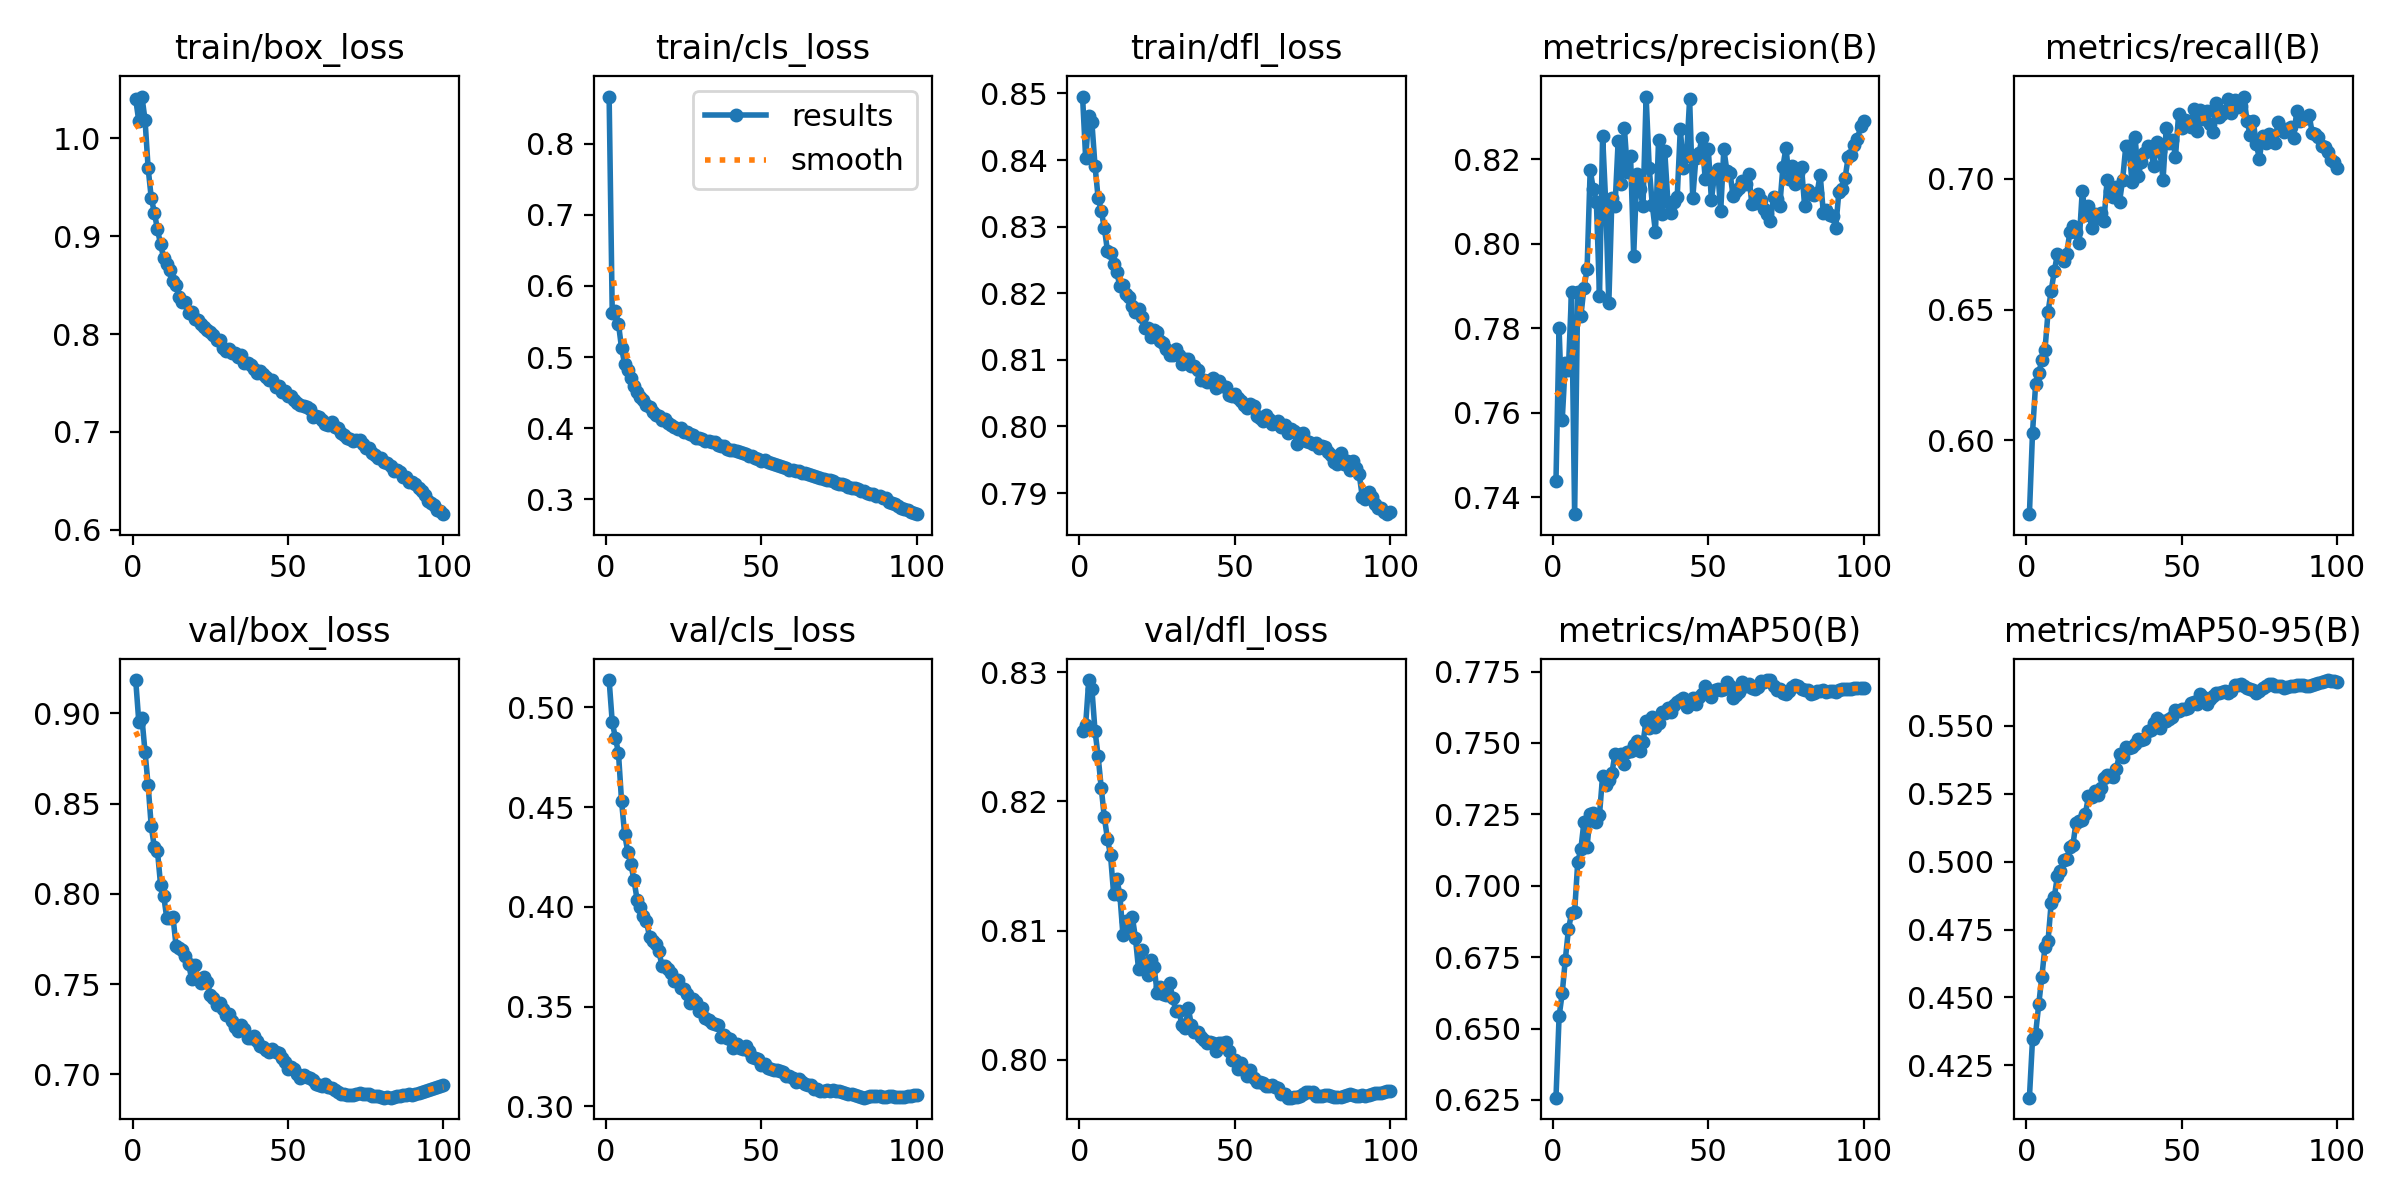 train/box_loss
1.0
0.9
0.8
0.7
0.6
0 50 100
train/cls_loss
results
smooth
0.8
0.7
0.6
0.5
0.4
0.3
0 50 100
train/dfl_loss
0.85
0.84
0.83
0.82
0.81
0.80
0.79
0 50 100
metrics/precision(B)
0.82
0.80
0.78
0.76
0.74
0 50 100
metrics/recall(B)
0.70
0.65
0.60
0 50 100
val/box_loss
0.90
0.85
0.80
0.75
0.70
0 50 100
val/cls_loss
0.50
0.45
0.40
0.35
0.30
0 50 100
val/dfl_loss
0.83
0.82
0.81
0.80
0 50 100
metrics/mAP50(B)
0.775
0.750
0.725
0.700
0.675
0.650
0.625
0 50 100
metrics/mAP50-95(B)
0.550
0.525
0.500
0.475
0.450
0.425
0 50 100